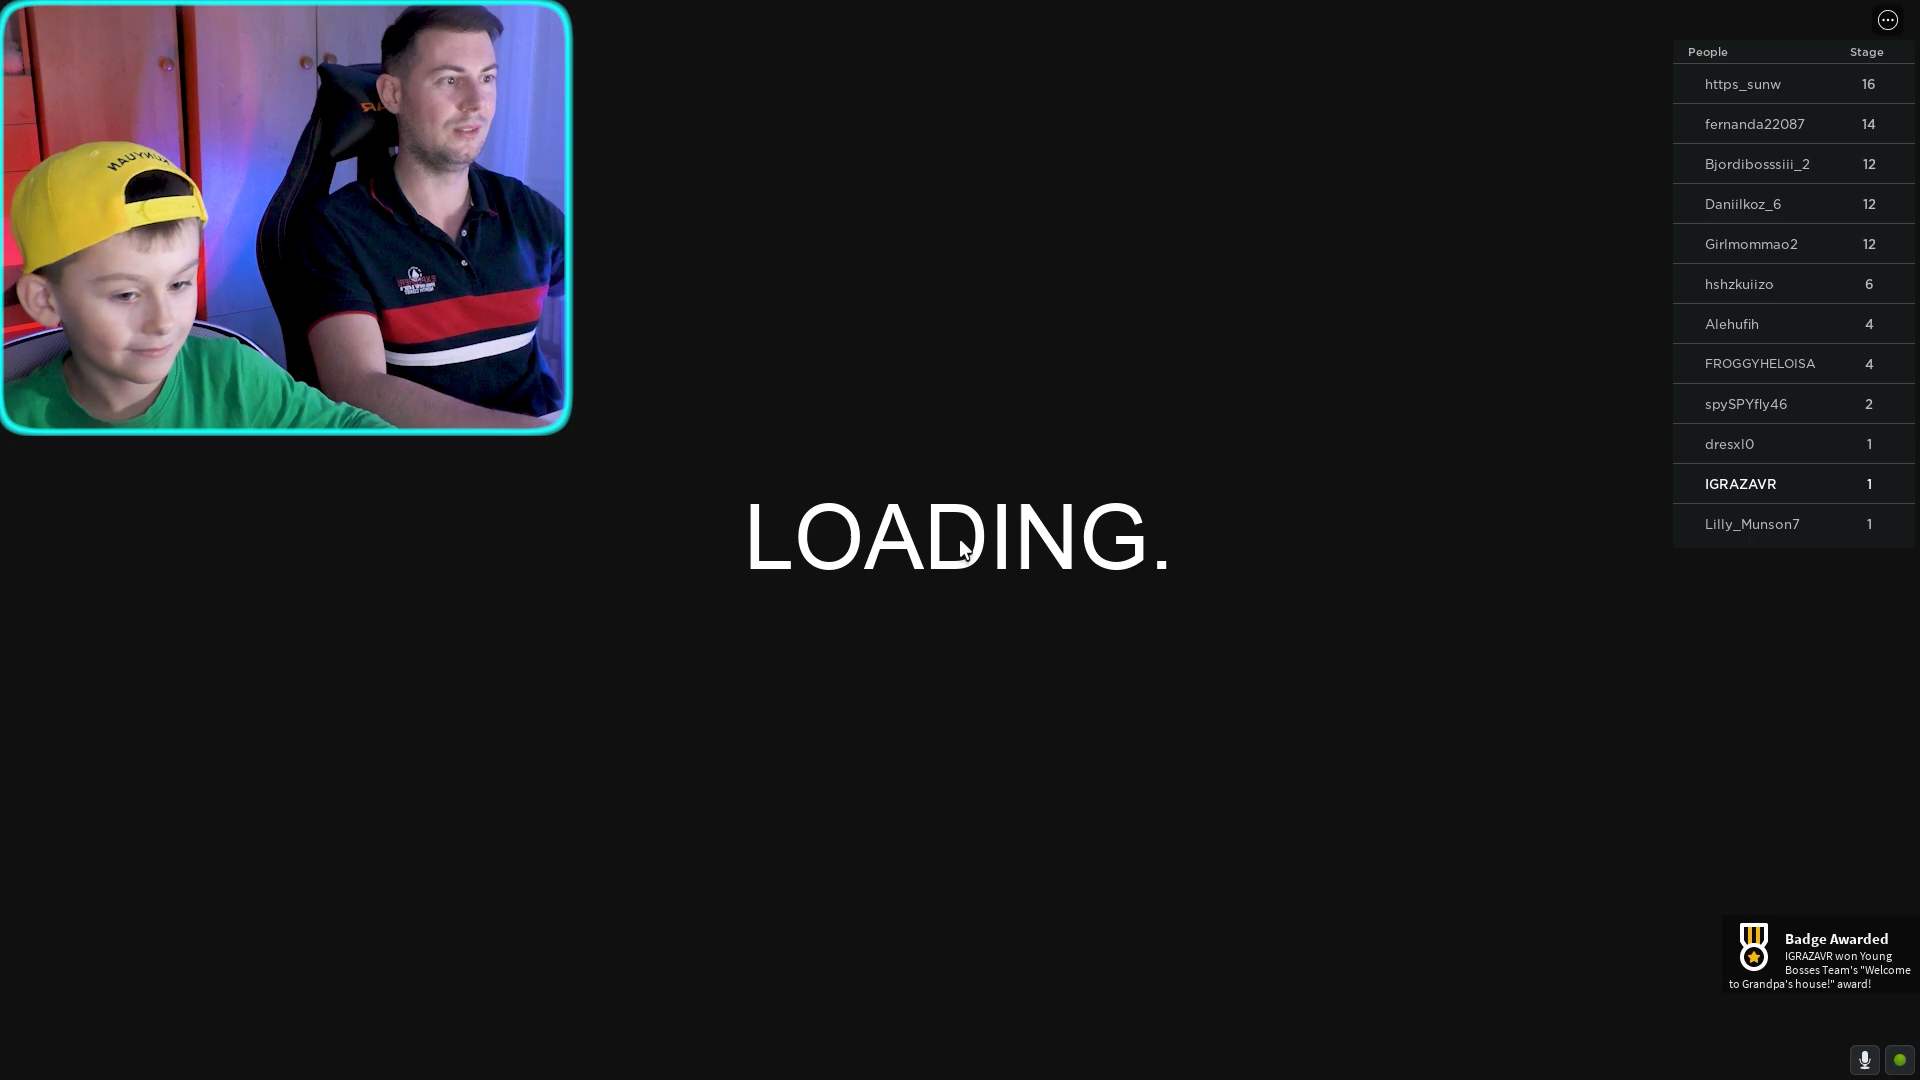 People Stage
https_sunw 16
fernanda22087 14
Bjordibosssiii_2 12
Daniilkoz_6 12
Girlmommao2 12
hshzkuiizo 6
Alehufih 4
FROGGYHELOISA 4
spySPYfly46 2
dresxl0 1
IGRAZAVR 1
Lilly_Munson7 1
LOADING.
Badge Awarded
IGRAZAVR won Young
Bosses Team's "Welcome
to Grandpa's house!" award!